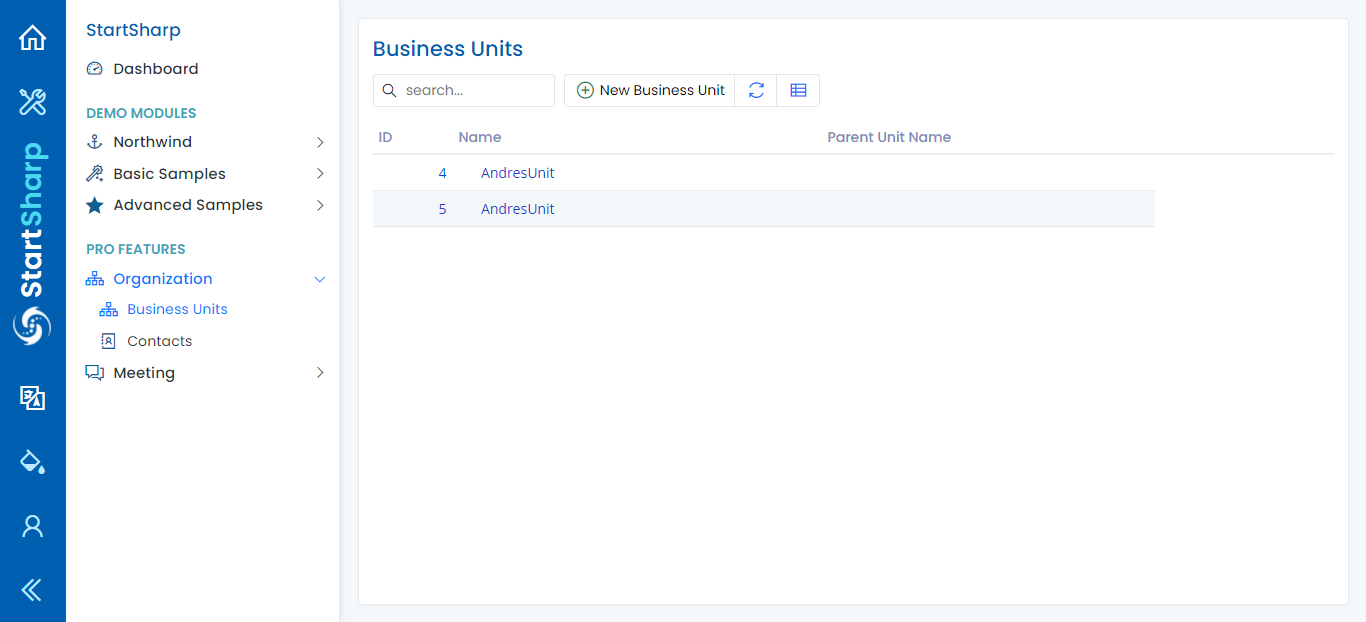 StartSharp
StartSharp
Dashboard
DEMO MODULES
Northwind
Basic Samples
Advanced Samples
PRO FEATURES
Organization
Business Units
Contacts
Meeting
Business Units
search...
New Business Unit
ID Name Parent Unit Name
4 AndresUnit
5 AndresUnit